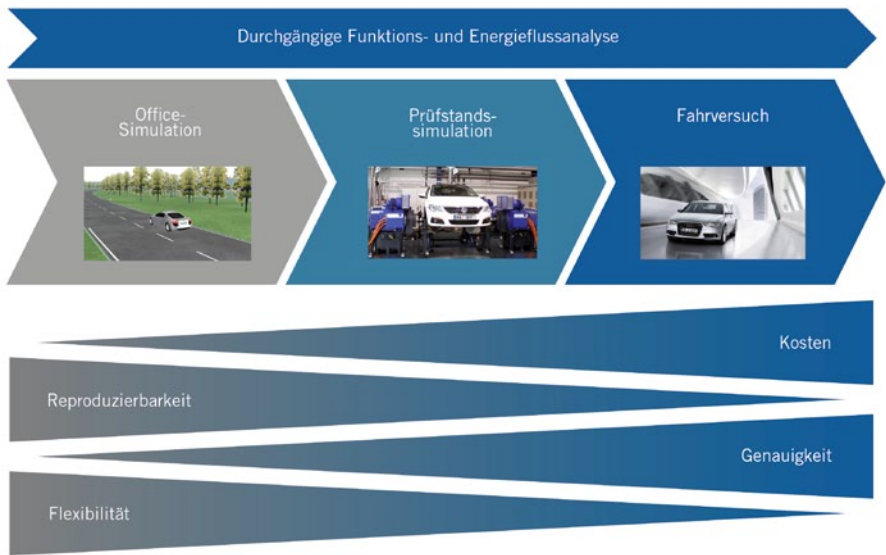 Durchgängige Funktions- und Energieflussanalyse
Office-
Simulation
Prüfstands-
simulation
Fahrversuch
Kosten
Reproduzierbarkeit
Genauigkeit
Flexibilität